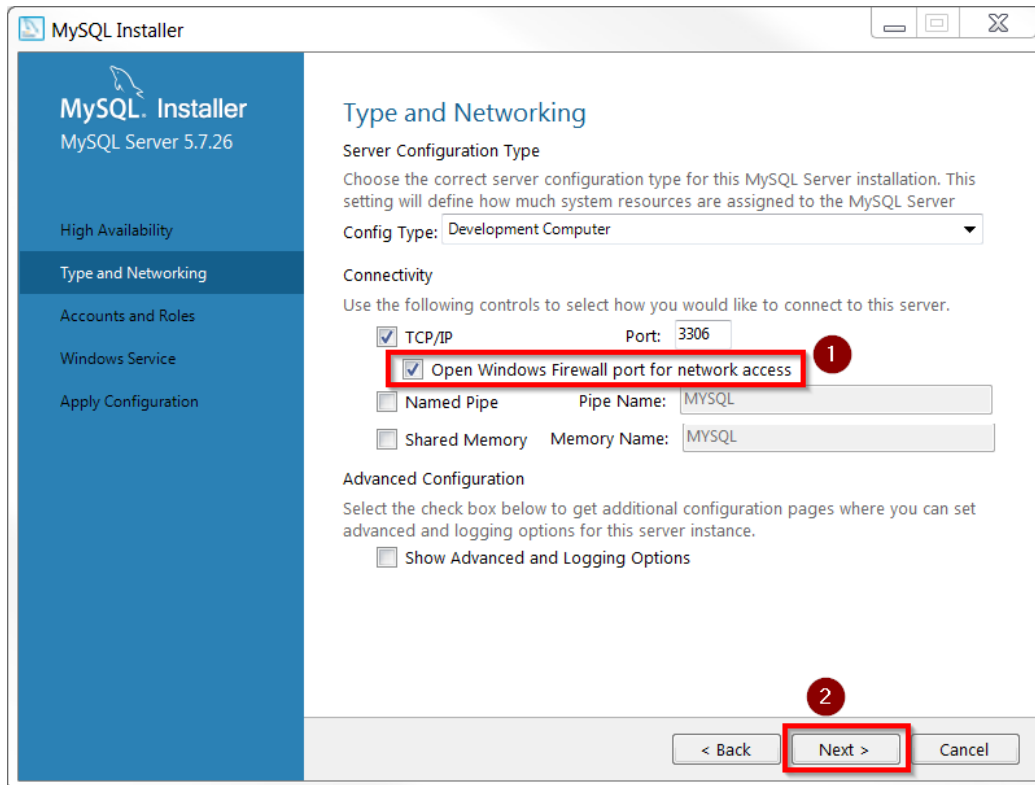 MySQL Installer
MySQL. Installer
MySQL Server 5.7.26
High Availability
Type and Networking
Accounts and Roles
Windows Service
Apply Configuration
Type and Networking
Server Configuration Type
Choose the correct server configuration type for this MySQL Server installation. This
setting will define how much system resources are assigned to the MySQL Server
Config Type: Development Computer
Connectivity
Use the following controls to select how you would like to connect to this server.
TCP/IP Port: 3306
1
Open Windows Firewall port for network access
Named Pipe Pipe Name: MYSQL
Shared Memory Memory Name: MYSQL
Advanced Configuration
Select the check box below to get additional configuration pages where you can set
advanced and logging options for this server instance.
Show Advanced and Logging Options
2
< Back Next > Cancel